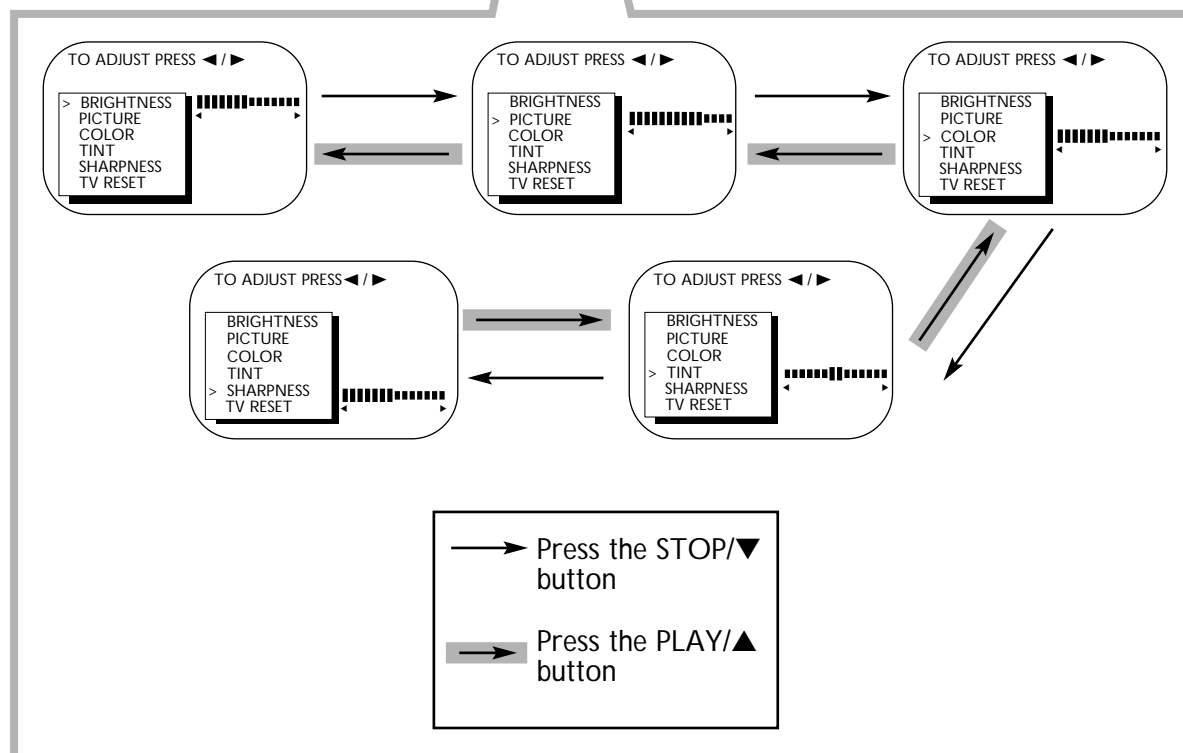 TO ADJUST PRESS ◄ / ►
> BRIGHTNESS
PICTURE
COLOR
TINT
SHARPNESS
TV RESET
TO ADJUST PRESS ◄ / ►
BRIGHTNESS
> PICTURE
COLOR
TINT
SHARPNESS
TV RESET
TO ADJUST PRESS ◄ / ►
BRIGHTNESS
PICTURE
> COLOR
TINT
SHARPNESS
TV RESET
TO ADJUST PRESS ◄ / ►
BRIGHTNESS
PICTURE
COLOR
TINT
> SHARPNESS
TV RESET
TO ADJUST PRESS ◄ / ►
BRIGHTNESS
PICTURE
COLOR
> TINT
SHARPNESS
TV RESET
Press the STOP/▼
button
Press the PLAY/▲
button